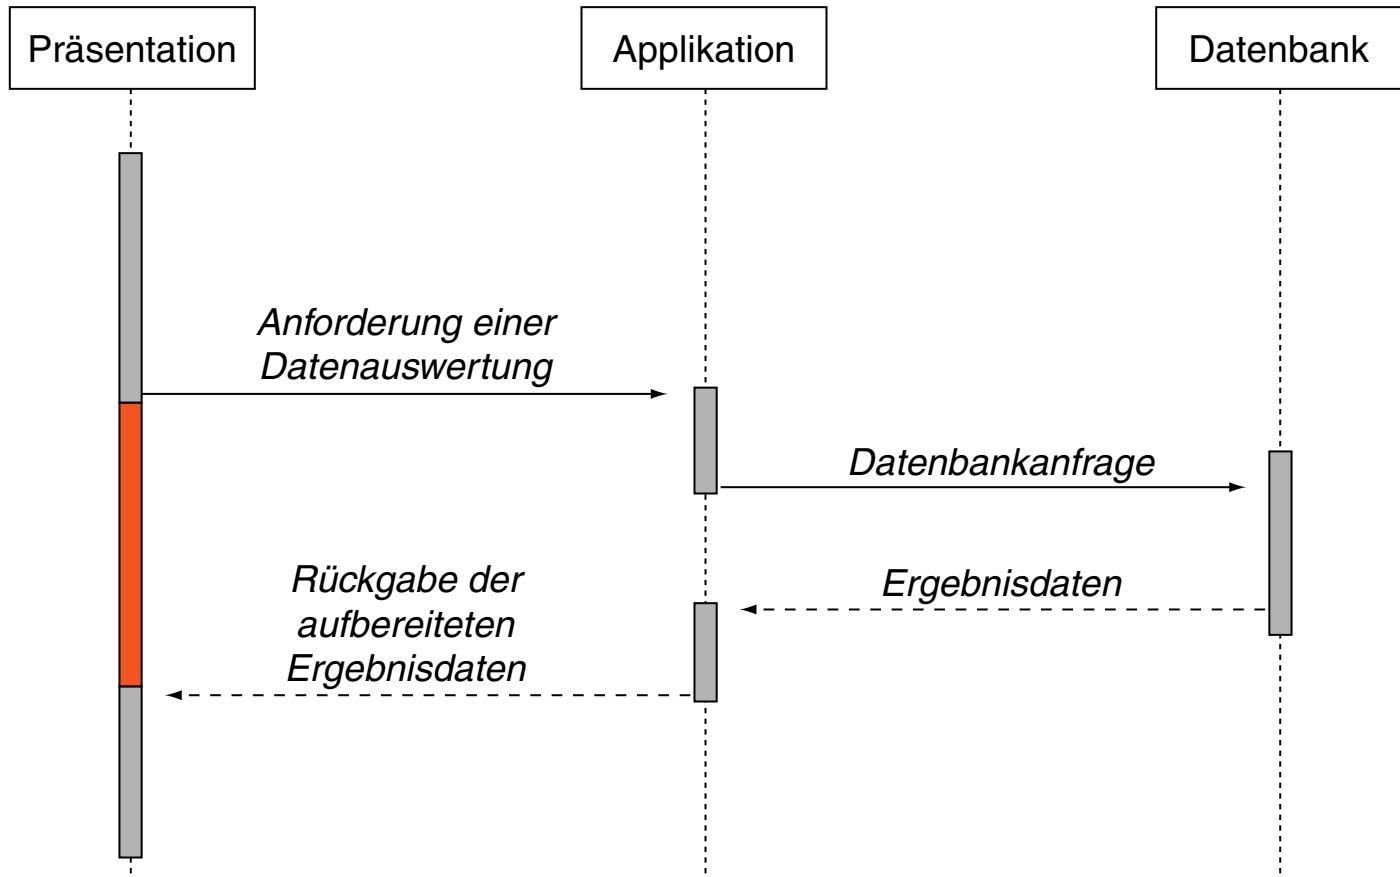 Präsentation
Applikation
Datenbank
Anforderung einer
Datenauswertung
Datenbankanfrage
Rückgabe der
aufbereiteten
Ergebnisdaten
Ergebnisdaten